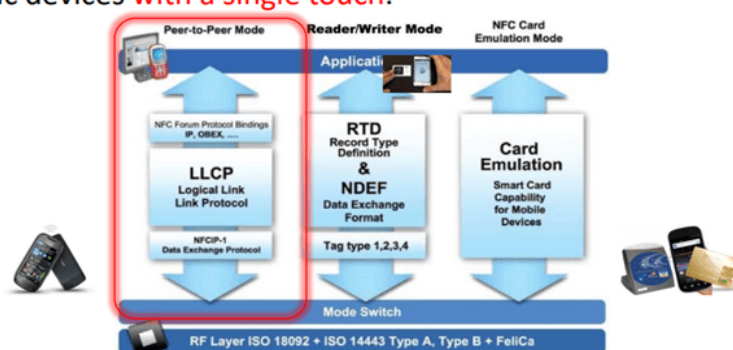 ic devices with a single touch.
Peer-to-Peer Mode
Reader/Writer Mode
NFC Card
Emulation Mode
Applicati
NFC Forum Protocol Bindings
IP, OBEX, ....
LLCP
Logical Link
Link Protocol
NFCIP-1
Data Exchange Protocol
RTD
Record Type
Definition
&
NDEF
Data Exchange
Format
Tag type 1,2,3,4
Card
Emulation
Smart Card
Capability
for Mobile
Devices
Mode Switch
RF Layer ISO 18092 + ISO 14443 Type A, Type B + FeliCa